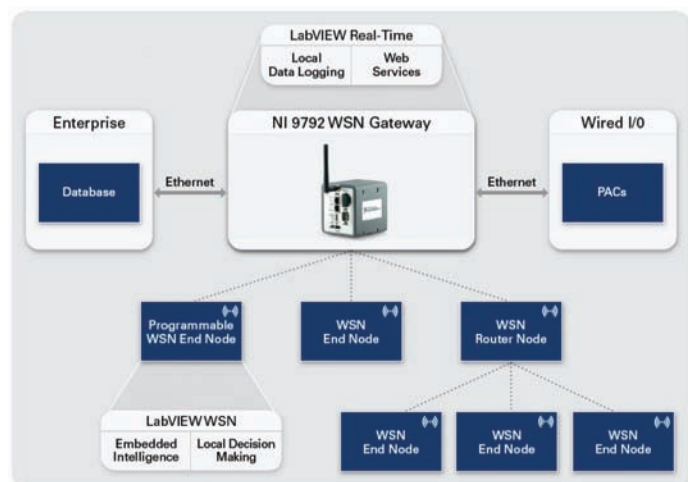 LabVIEW Real-Time
Local
Data Logging
Web
Services
Enterprise
Database
Ethernet
NI 9792 WSN Gateway
Ethernet
Wired I/0
PACs
Programmable
WSN End Node
WSN
End Node
WSN
Router Node
LabVIEW WSN
Embedded
Intelligence
Local Decision
Making
WSN
End Node
WSN
End Node
WSN
End Node